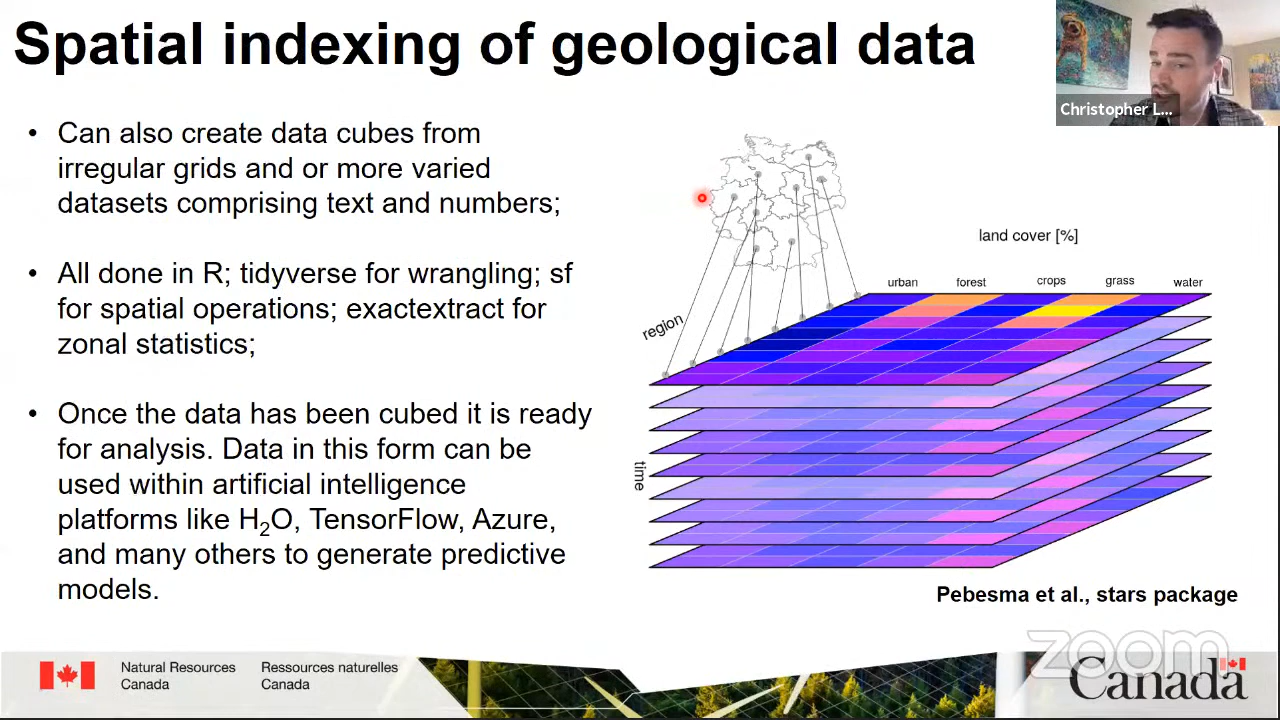 Spatial indexing of geological data
Christopher L...
• Can also create data cubes from
irregular grids and or more varied
datasets comprising text and numbers;
• All done in R; tidyverse for wrangling; sf
for spatial operations; exactextract for
zonal statistics;
• Once the data has been cubed it is ready
for analysis. Data in this form can be
used within artificial intelligence
platforms like H₂O, TensorFlow, Azure,
and many others to generate predictive
models.
land cover [%]
urban forest crops grass water
region
time
Pebesma et al., stars package
zoom
Natural Resources Ressources naturelles
Canada Canada
Canada